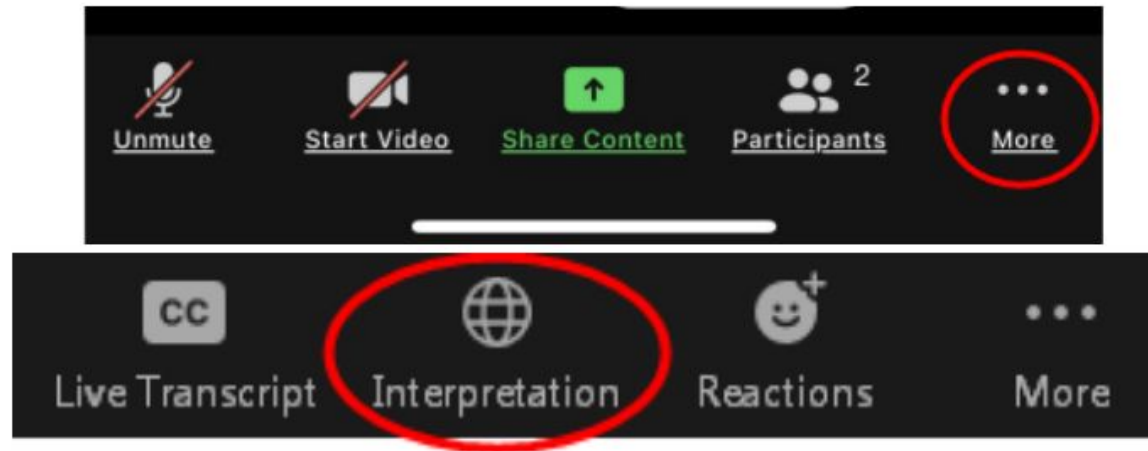 2
Unmute Start Video Share Content Participants More
CC
Live Transcript Interpretation Reactions More